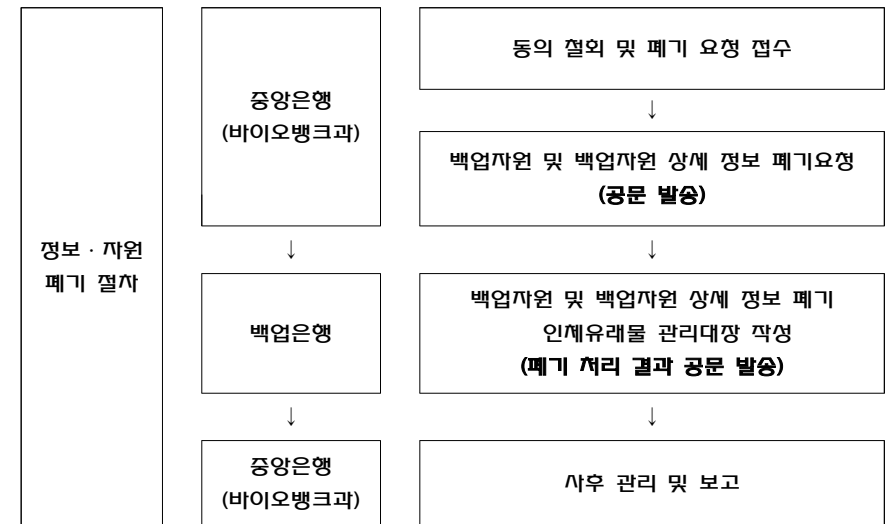 정보 · 자원
폐기 절차
중앙은행
(바이오뱅크과)
동의 철회 및 폐기 요청 접수
↓
백업자원 및 백업자원 상세 정보 폐기요청
(공문 발송)
↓
↓
백업은행
백업자원 및 백업자원 상세 정보 폐기
인체유래물 관리대장 작성
(폐기 처리 결과 공문 발송)
↓
↓
중앙은행
(바이오뱅크과)
사후 관리 및 보고